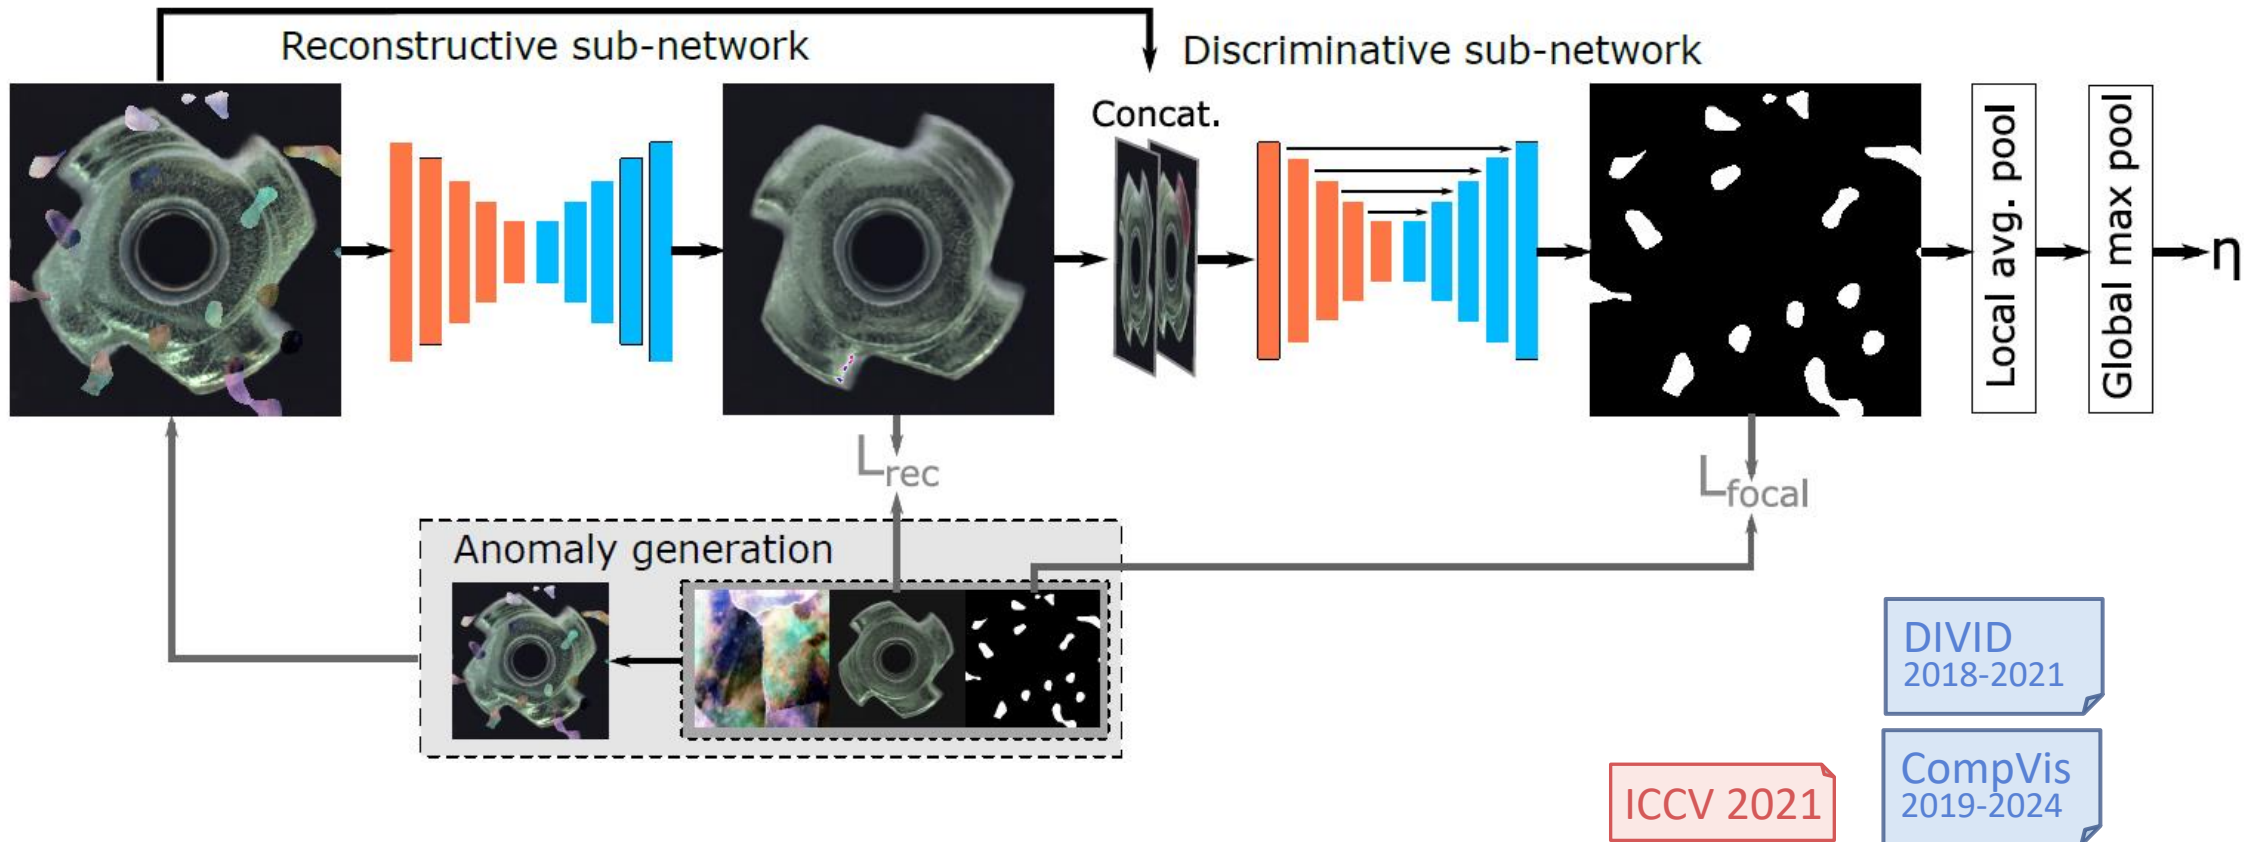 Reconstructive sub-network
Discriminative sub-network
Concat.
Local avg. pool
Global max pool
η
Lrec
Lfocal
Anomaly generation
DIVID
2018-2021
CompVis
2019-2024
ICCV 2021